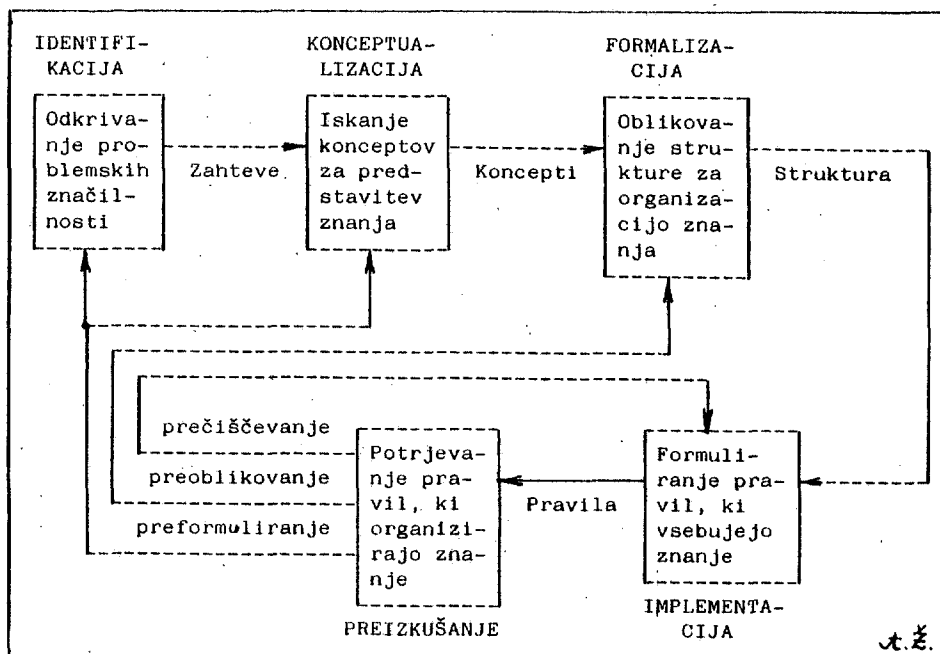 IDENTIFI-
KACIJA
Odkriva-
nje pro-
blemskih
značil-
nosti
Zahteve
KONCEPTUA-
LIZACIJA
Iskanje
konceptov
za pred-
stavitev
znanja
Koncepti
FORMALIZA-
CIJA
Oblikova-
nje struk-
kture za
organiza-
cijo zna-
nja
Struktura
prečiščevanje
preoblikovanje
preformuliranje
Potrjeva-
nje pra-
vil, ki
organizi-
rajo zna-
nje
PREIZKUŠANJE
Pravila
Formuli-
ranje pra-
vil, ki
vsebujejo
znanje
IMPLEMENTA-
CIJA
A.Ž.